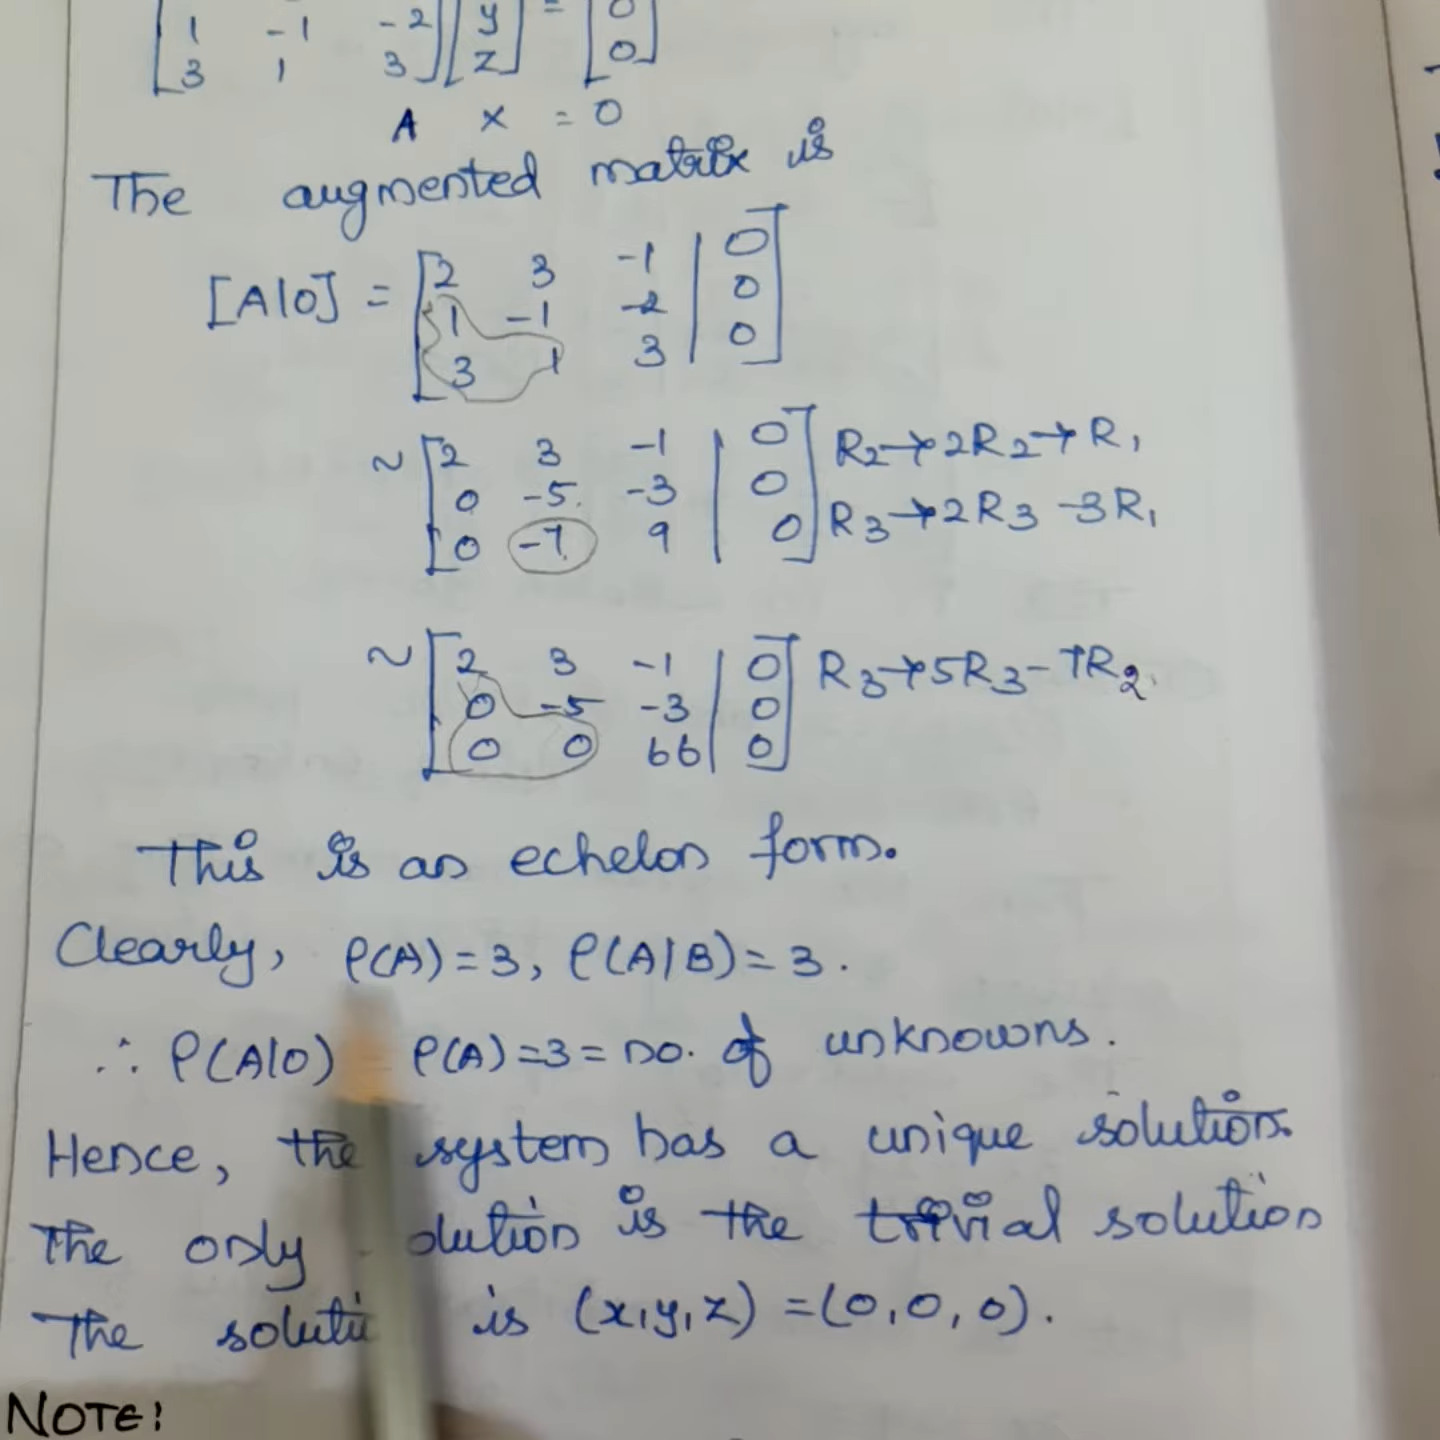 [1 -1 -2][y] = [0]
[3 1 3][z] [0]
A x = 0
The augmented matrix is
[A|0] = [2 3 -1 | 0]
[1 -1 -2 | 0]
[3 1 3 | 0]
~ [2 3 -1 | 0]
[0 -5 -3 | 0] R2→2R2→R1
[0 -7 9 | 0] R3→2R3-3R1
~ [2 3 -1 | 0] R3→5R3-7R2
[0 -5 -3 | 0]
[0 0 66 | 0]
This is an echelon form.
Clearly, ρ(A)=3, ρ(A|B)=3.
∴ ρ(A|0) = ρ(A)=3= no. of unknowns.
Hence, the system has a unique solution.
The only olution is the trivial solution
The soluti is (x,y,z) =(0,0,0).
NOTE!